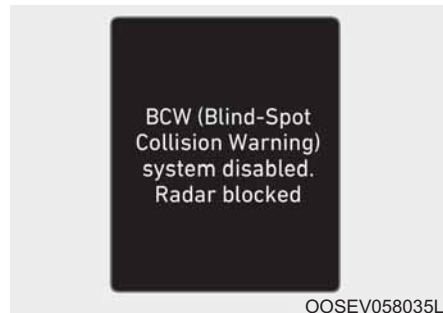 BCW (Blind-Spot
Collision Warning)
system disabled.
Radar blocked
OOSEV058035L